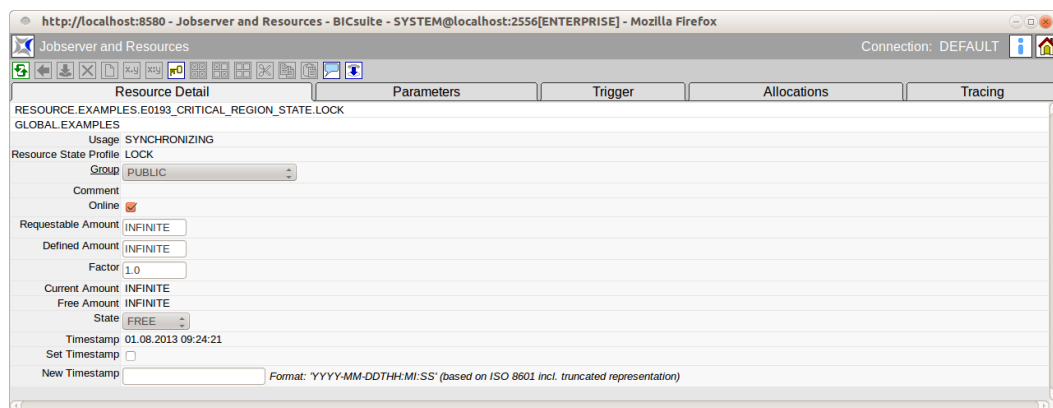 http://localhost:8580 - Jobserver and Resources - BICsuite - SYSTEM@localhost:2556[ENTERPRISE] - Mozilla Firefox
Jobserver and Resources Connection: DEFAULT
Resource Detail Parameters Trigger Allocations Tracing
RESOURCE.EXAMPLES.E0193_CRITICAL_REGION_STATE.LOCK
GLOBAL.EXAMPLES
Usage SYNCHRONIZING
Resource State Profile LOCK
Group PUBLIC
Comment
Online
Requestable Amount INFINITE
Defined Amount INFINITE
Factor 1.0
Current Amount INFINITE
Free Amount INFINITE
State FREE
Timestamp 01.08.2013 09:24:21
Set Timestamp
New Timestamp Format: 'YYYY-MM-DDTHH:MI:SS' (based on ISO 8601 incl. truncated representation)